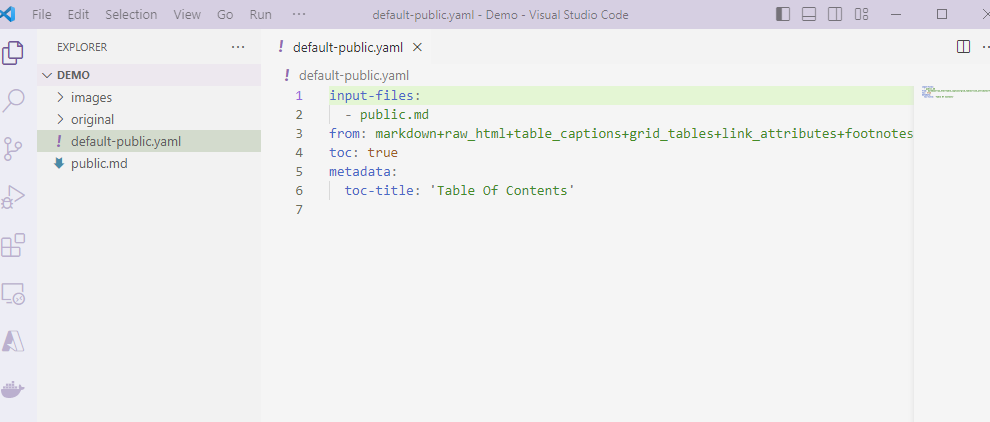 File Edit Selection View Go Run ··· default-public.yaml - Demo - Visual Studio Code
EXPLORER ···
DEMO
images
original
! default-public.yaml
public.md
! default-public.yaml
! default-public.yaml
1 input-files:
2 - public.md
3 from: markdown+raw_html+table_captions+grid_tables+link_attributes+footnotes
4 toc: true
5 metadata:
6 toc-title: 'Table Of Contents'
7